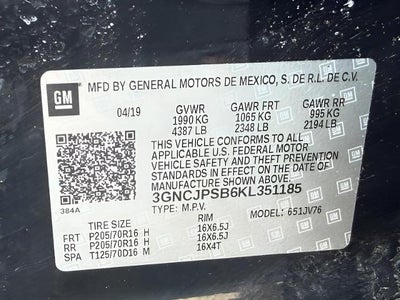 GM
MFD BY GENERAL MOTORS DE MEXICO, S. DE R.L. DE C.V.
04/19 GVWR GAWR FRT GAWR RR
1990 KG 1065 KG 995 KG
4387 LB 2348 LB 2194 LB
THIS VEHICLE CONFORMS TO ALL
APPLICABLE U.S. FEDERAL MOTOR
VEHICLE SAFETY AND THEFT PREVENTION
STANDARDS IN EFFECT ON THE DATE OF
MANUFACTURE SHOWN ABOVE.
384A 3GNCJPSB6KL351185
TYPE: M.P.V. MODEL: 651JV76
TIRE SIZE RIM
FRT P205/70R16 H 16X6.5J
RR P205/70R16 H 16X6.5J
SPA T125/70D16 M 16X4T